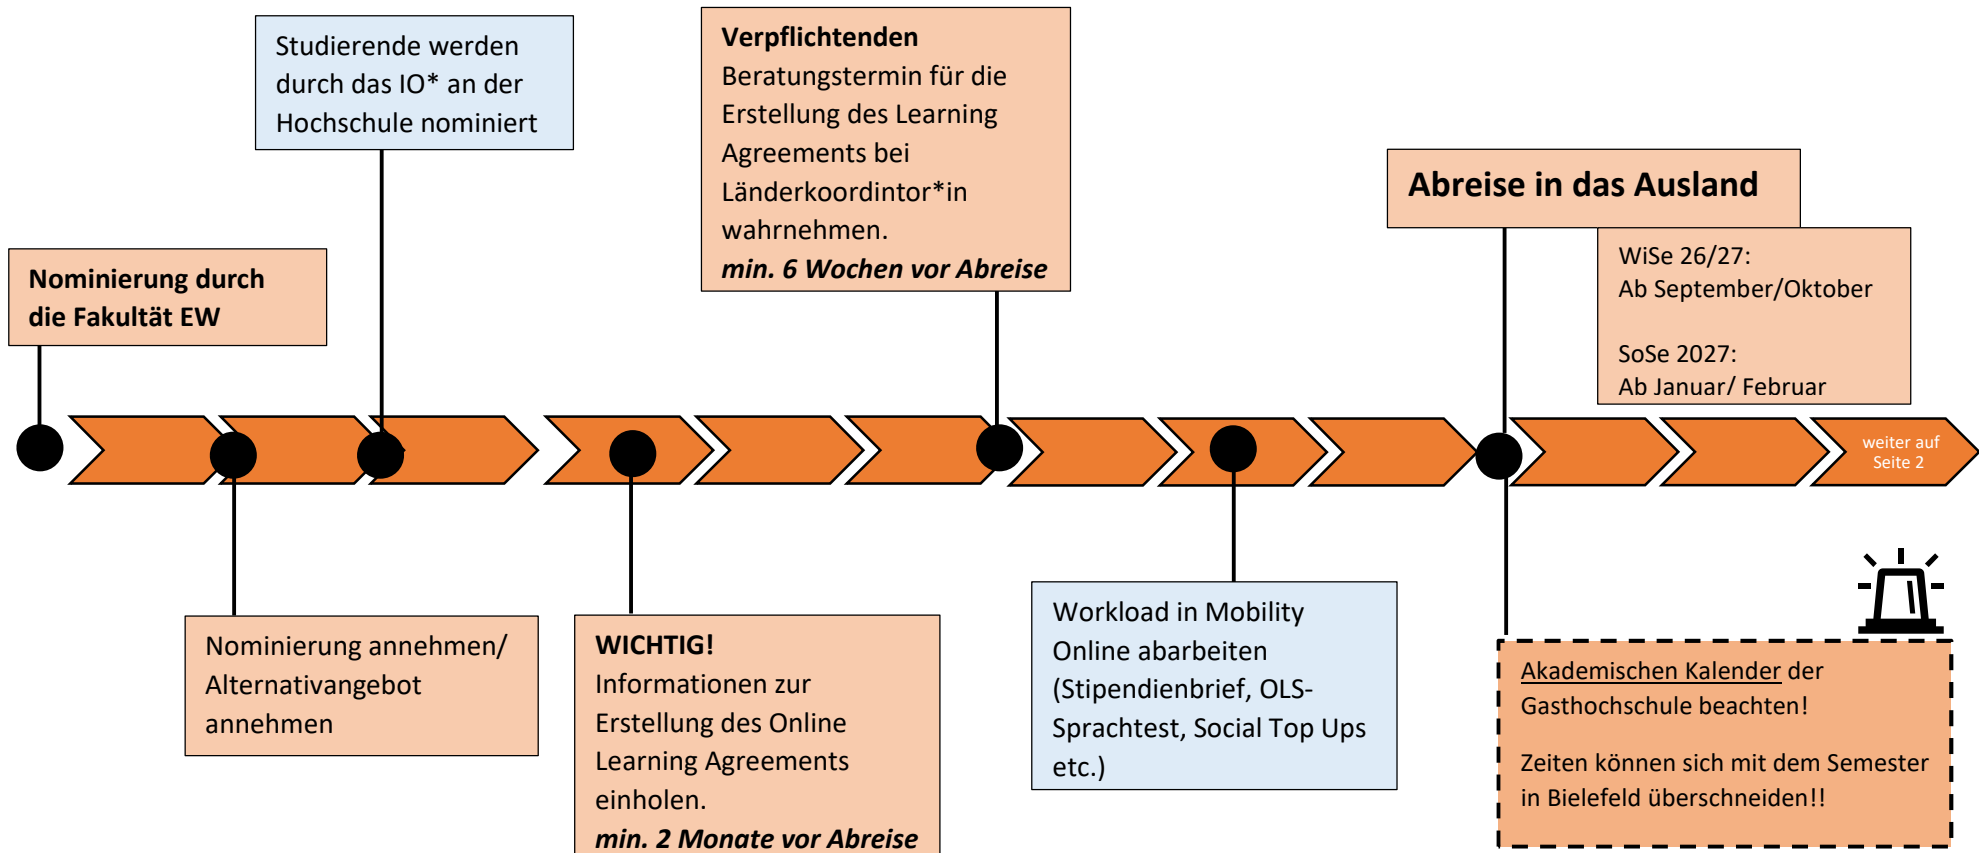 Studierende werden
durch das IO* an der
Hochschule nominiert
Verpflichtenden
Beratungstermin für die
Erstellung des Learning
Agreements bei
Länderkoordintor*in
wahrnehmen.
min. 6 Wochen vor Abreise
Abreise in das Ausland
WiSe 26/27:
Ab September/Oktober
SoSe 2027:
Ab Januar/ Februar
Nominierung durch
die Fakultät EW
weiter auf
Seite 2
Nominierung annehmen/
Alternativangebot
annehmen
WICHTIG!
Informationen zur
Erstellung des Online
Learning Agreements
einholen.
min. 2 Monate vor Abreise
Workload in Mobility
Online abarbeiten
(Stipendienbrief, OLS-
Sprachtest, Social Top Ups
etc.)
Akademischen Kalender der
Gasthochschule beachten!
Zeiten können sich mit dem Semester
in Bielefeld überschneiden!!